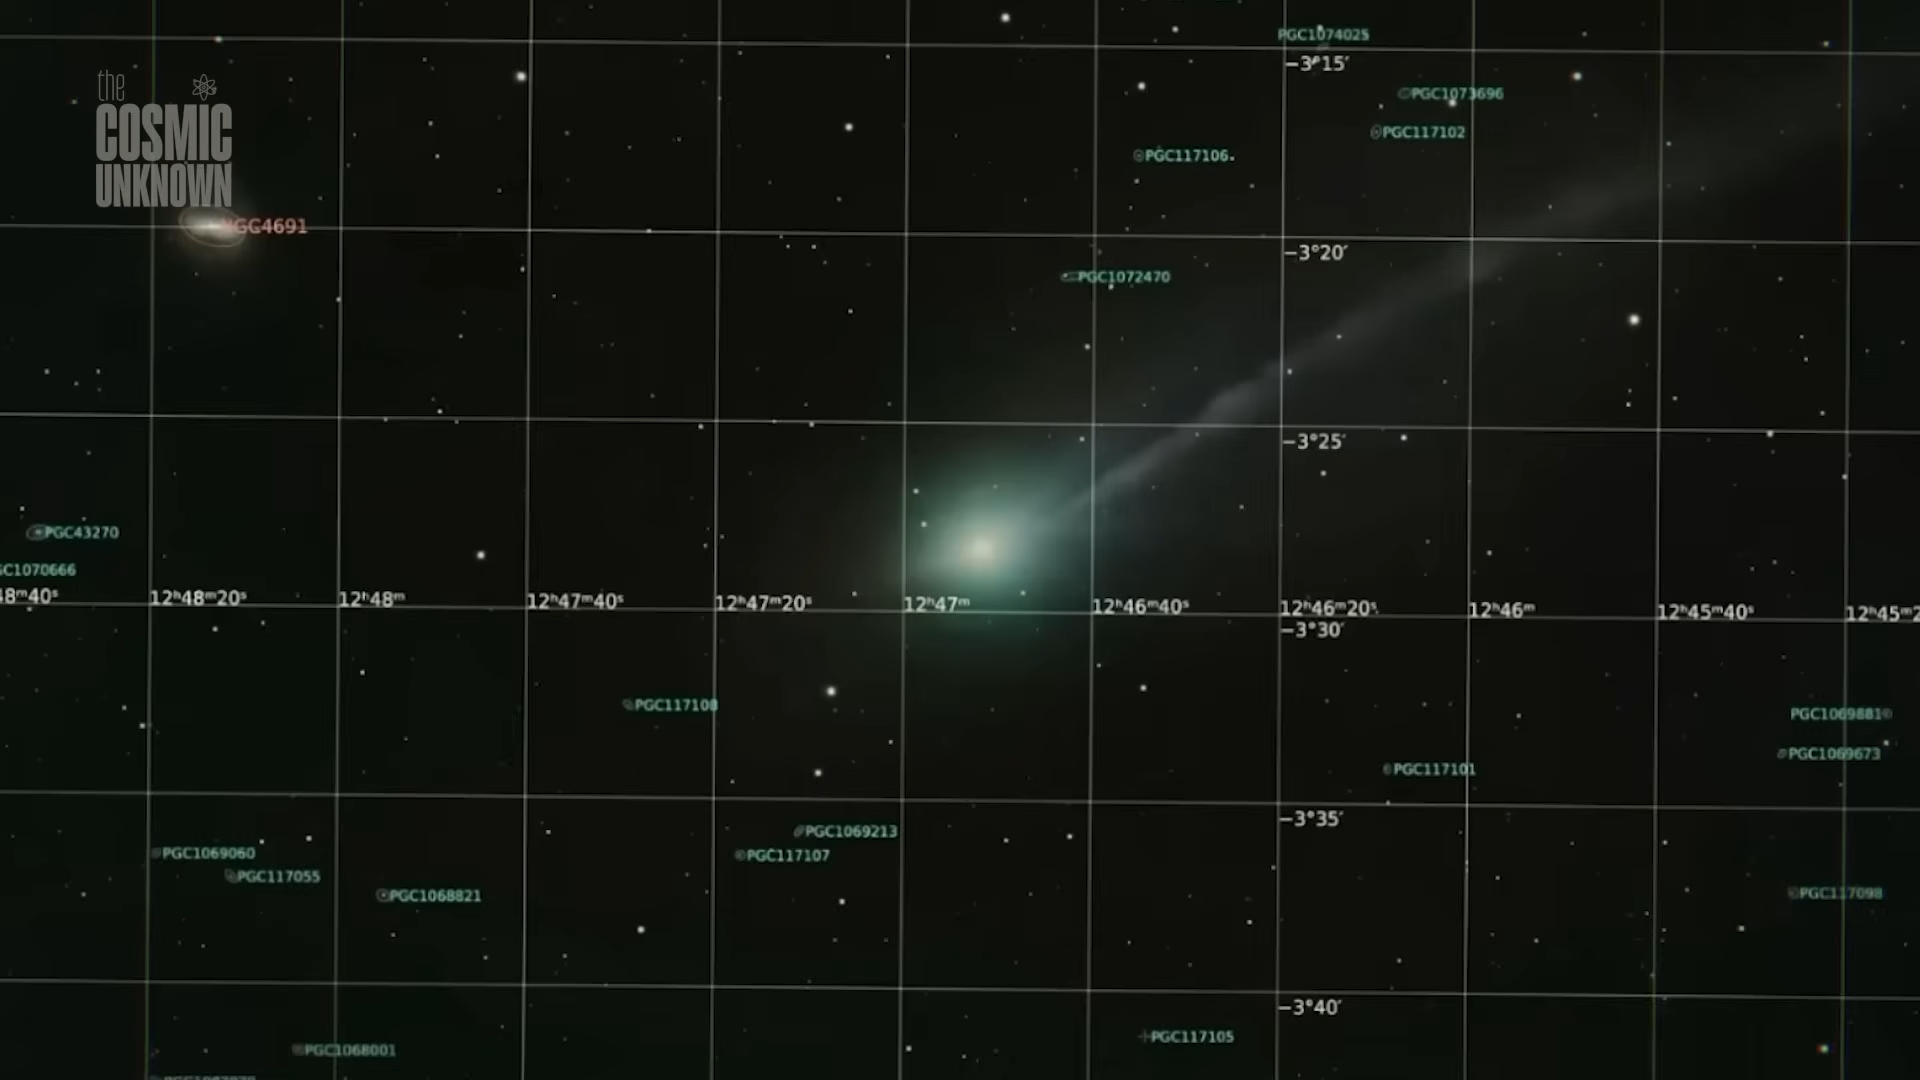 the
COSMIC
UNKNOWN
PGC1074025
−3°15′
PGC1073696
PGC117102
PGC117106
NGC4691
−3°20′
PGC1072470
−3°25′
PGC43270
12ʰ48ᵐ20ˢ
12ʰ48ᵐ
12ʰ47ᵐ40ˢ
12ʰ47ᵐ20ˢ
12ʰ47ᵐ
12ʰ46ᵐ40ˢ
12ʰ46ᵐ20ˢ
12ʰ46ᵐ
12ʰ45ᵐ40ˢ
−3°30′
PGC117108
PGC1069881
PGC1069673
PGC117101
−3°35′
PGC1069213
PGC1069060
PGC117107
PGC117055
PGC1068821
PGC117098
−3°40′
PGC117105
PGC1068001